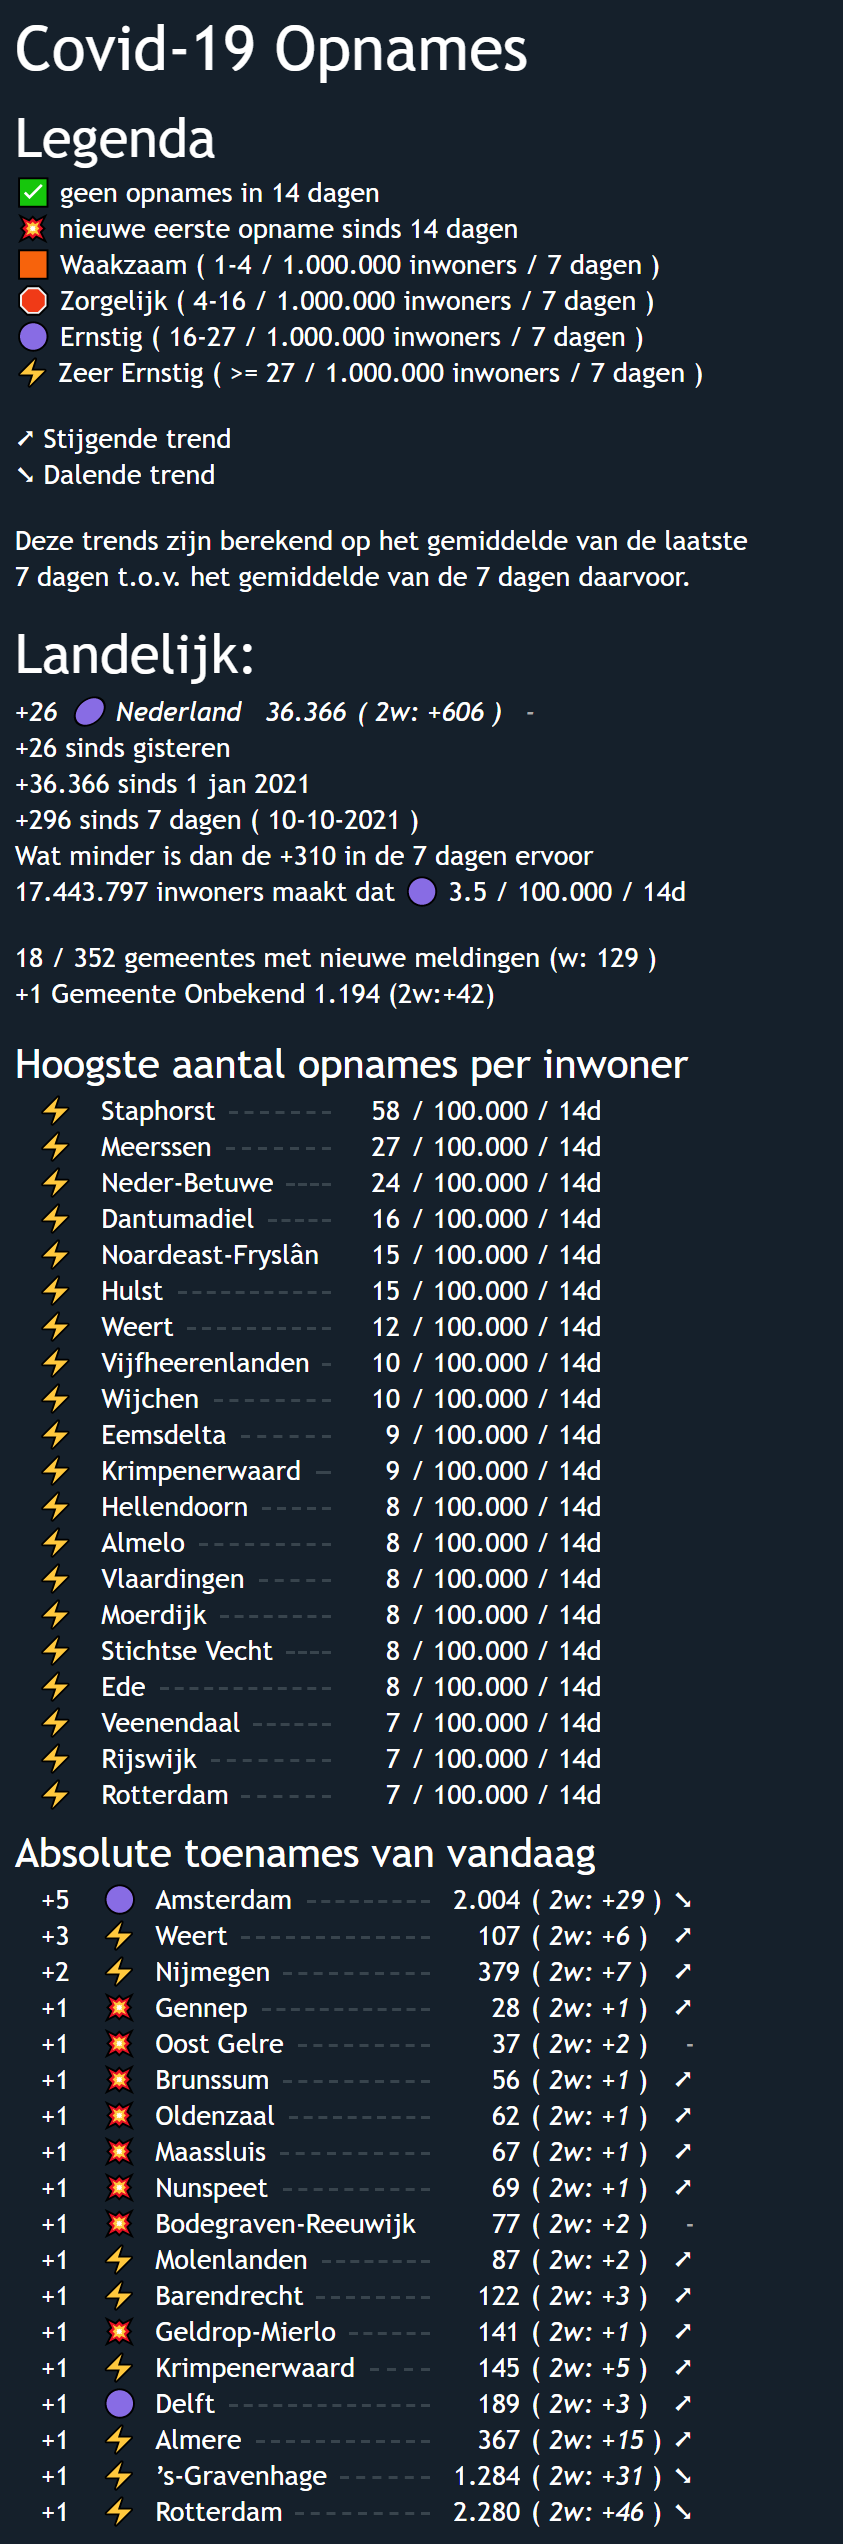 Covid-19 Opnames
Legenda
✅ geen opnames in 14 dagen
💥 nieuwe eerste opname sinds 14 dagen
🟧 Waakzaam ( 1-4 / 1.000.000 inwoners / 7 dagen )
🛑 Zorgelijk ( 4-16 / 1.000.000 inwoners / 7 dagen )
🟣 Ernstig ( 16-27 / 1.000.000 inwoners / 7 dagen )
⚡ Zeer Ernstig ( >= 27 / 1.000.000 inwoners / 7 dagen )
➚ Stijgende trend
➘ Dalende trend
Deze trends zijn berekend op het gemiddelde van de laatste
7 dagen t.o.v. het gemiddelde van de 7 dagen daarvoor.
Landelijk:
+26 🟣 Nederland 36.366 ( 2w: +606 ) -
+26 sinds gisteren
+36.366 sinds 1 jan 2021
+296 sinds 7 dagen ( 10-10-2021 )
Wat minder is dan de +310 in de 7 dagen ervoor
17.443.797 inwoners maakt dat 🟣 3.5 / 100.000 / 14d
18 / 352 gemeentes met nieuwe meldingen (w: 129 )
+1 Gemeente Onbekend 1.194 (2w:+42)
Hoogste aantal opnames per inwoner
⚡ Staphorst ------- 58 / 100.000 / 14d
⚡ Meerssen ------- 27 / 100.000 / 14d
⚡ Neder-Betuwe ---- 24 / 100.000 / 14d
⚡ Dantumadiel ----- 16 / 100.000 / 14d
⚡ Noardeast-Fryslân 15 / 100.000 / 14d
⚡ Hulst ----------- 15 / 100.000 / 14d
⚡ Weert ---------- 12 / 100.000 / 14d
⚡ Vijfheerenlanden - 10 / 100.000 / 14d
⚡ Wijchen -------- 10 / 100.000 / 14d
⚡ Eemsdelta ------ 9 / 100.000 / 14d
⚡ Krimpenerwaard - 9 / 100.000 / 14d
⚡ Hellendoorn ----- 8 / 100.000 / 14d
⚡ Almelo --------- 8 / 100.000 / 14d
⚡ Vlaardingen ----- 8 / 100.000 / 14d
⚡ Moerdijk -------- 8 / 100.000 / 14d
⚡ Stichtse Vecht ---- 8 / 100.000 / 14d
⚡ Ede ------------ 8 / 100.000 / 14d
⚡ Veenendaal ------ 7 / 100.000 / 14d
⚡ Rijswijk -------- 7 / 100.000 / 14d
⚡ Rotterdam ------ 7 / 100.000 / 14d
Absolute toenames van vandaag
+5 🟣 Amsterdam --------- 2.004 ( 2w: +29 ) ➘
+3 ⚡ Weert ------------- 107 ( 2w: +6 ) ➚
+2 ⚡ Nijmegen ---------- 379 ( 2w: +7 ) ➚
+1 💥 Gennep ------------ 28 ( 2w: +1 ) ➚
+1 💥 Oost Gelre --------- 37 ( 2w: +2 ) -
+1 💥 Brunssum ---------- 56 ( 2w: +1 ) ➚
+1 💥 Oldenzaal ---------- 62 ( 2w: +1 ) ➚
+1 💥 Maassluis ---------- 67 ( 2w: +1 ) ➚
+1 💥 Nunspeet ---------- 69 ( 2w: +1 ) ➚
+1 💥 Bodegraven-Reeuwijk 77 ( 2w: +2 ) -
+1 ⚡ Molenlanden -------- 87 ( 2w: +2 ) ➚
+1 ⚡ Barendrecht -------- 122 ( 2w: +3 ) ➚
+1 💥 Geldrop-Mierlo ------ 141 ( 2w: +1 ) ➚
+1 ⚡ Krimpenerwaard ---- 145 ( 2w: +5 ) ➚
+1 🟣 Delft -------------- 189 ( 2w: +3 ) ➚
+1 ⚡ Almere ------------ 367 ( 2w: +15 ) ➚
+1 ⚡ ’s-Gravenhage ------ 1.284 ( 2w: +31 ) ➘
+1 ⚡ Rotterdam --------- 2.280 ( 2w: +46 ) ➘